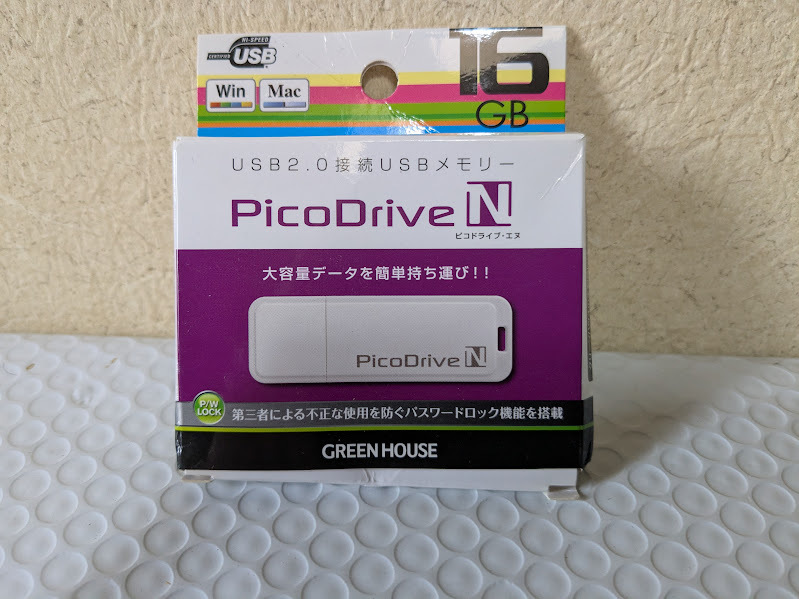 HI-SPEED
CERTIFIED USB
Win Mac
16
GB
USB2.0接続USBメモリー
PicoDrive N
ピコドライブ・エヌ
大容量データを簡単持ち運び!!
PicoDrive N
P/W
LOCK
第三者による不正な使用を防ぐパスワードロック機能を搭載
GREEN HOUSE